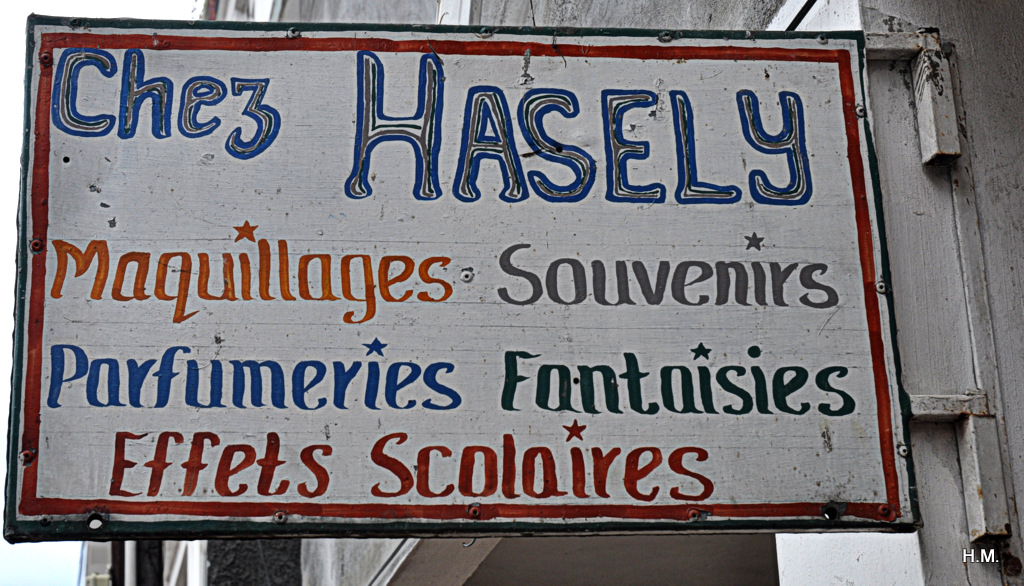 Chez HASELY
Maquillages Souvenirs
Parfumeries Fantaisies
Effets Scolaires
H.M.